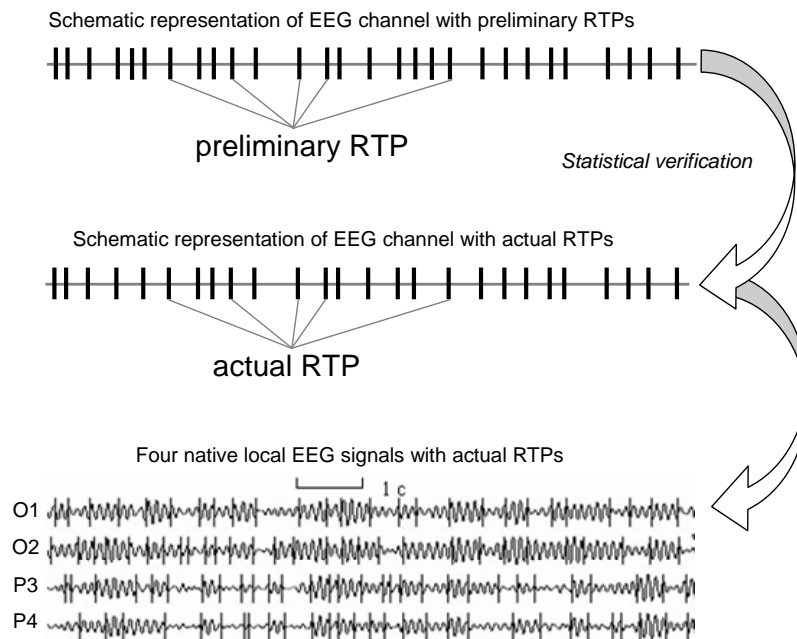 Schematic representation of EEG channel with preliminary RTPs
preliminary RTP
Statistical verification
Schematic representation of EEG channel with actual RTPs
actual RTP
Four native local EEG signals with actual RTPs
1 c
O1
O2
P3
P4